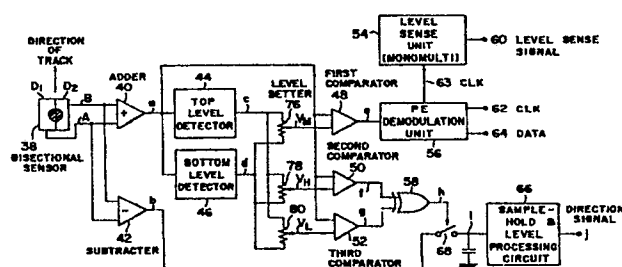 DIRECTION
OF
TRACK
D1 D2
B
A
38
BISECTIONAL
SENSOR
ADDER
40
+
a
-
b
42
SUBTRACTER
44
TOP
LEVEL
DETECTOR
c
BOTTOM
LEVEL
DETECTOR
46
d
LEVEL
SETTER
76
VM
78
VH
80
VL
FIRST
COMPARATOR
48
e
SECOND
COMPARATOR
50
f
g
52
THIRD
COMPARATOR
54
LEVEL
SENSE
UNIT
(MONOMULTI)
60 LEVEL SENSE
SIGNAL
63 CLK
PE
DEMODULATION
UNIT
56
62 CLK
64 DATA
58
h
68
i
66
SAMPLE-
HOLD &
LEVEL
PROCESSING
CIRCUIT
DIRECTION
SIGNAL
j